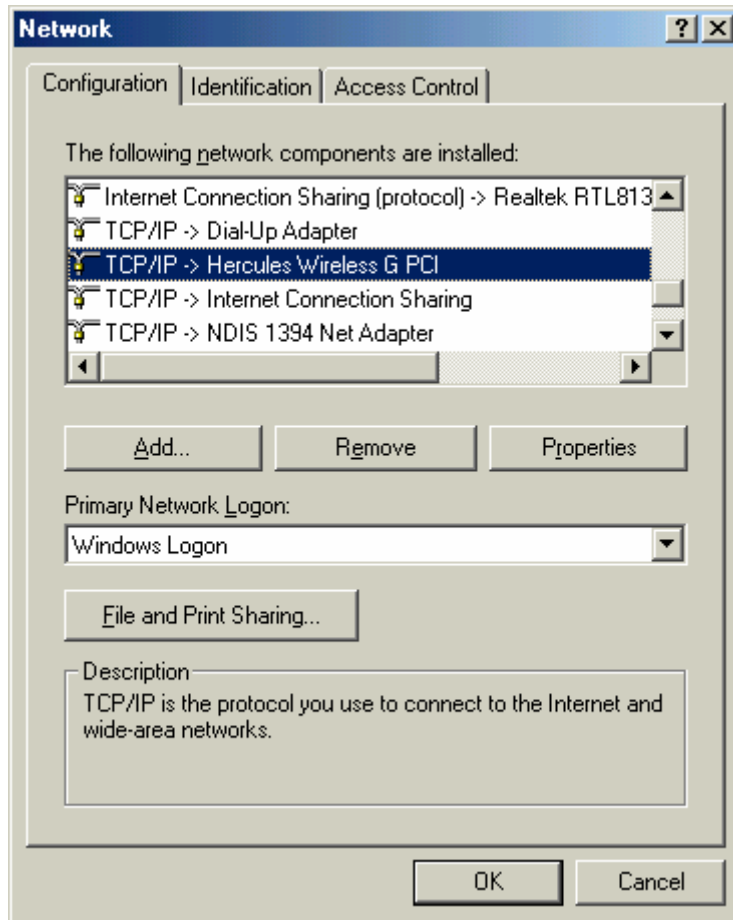 Network
Configuration Identification Access Control
The following network components are installed:
Internet Connection Sharing (protocol) -> Realtek RTL813
TCP/IP -> Dial-Up Adapter
TCP/IP -> Hercules Wireless G PCI
TCP/IP -> Internet Connection Sharing
TCP/IP -> NDIS 1394 Net Adapter
Add... Remove Properties
Primary Network Logon:
Windows Logon
File and Print Sharing...
Description
TCP/IP is the protocol you use to connect to the Internet and
wide-area networks.
OK Cancel